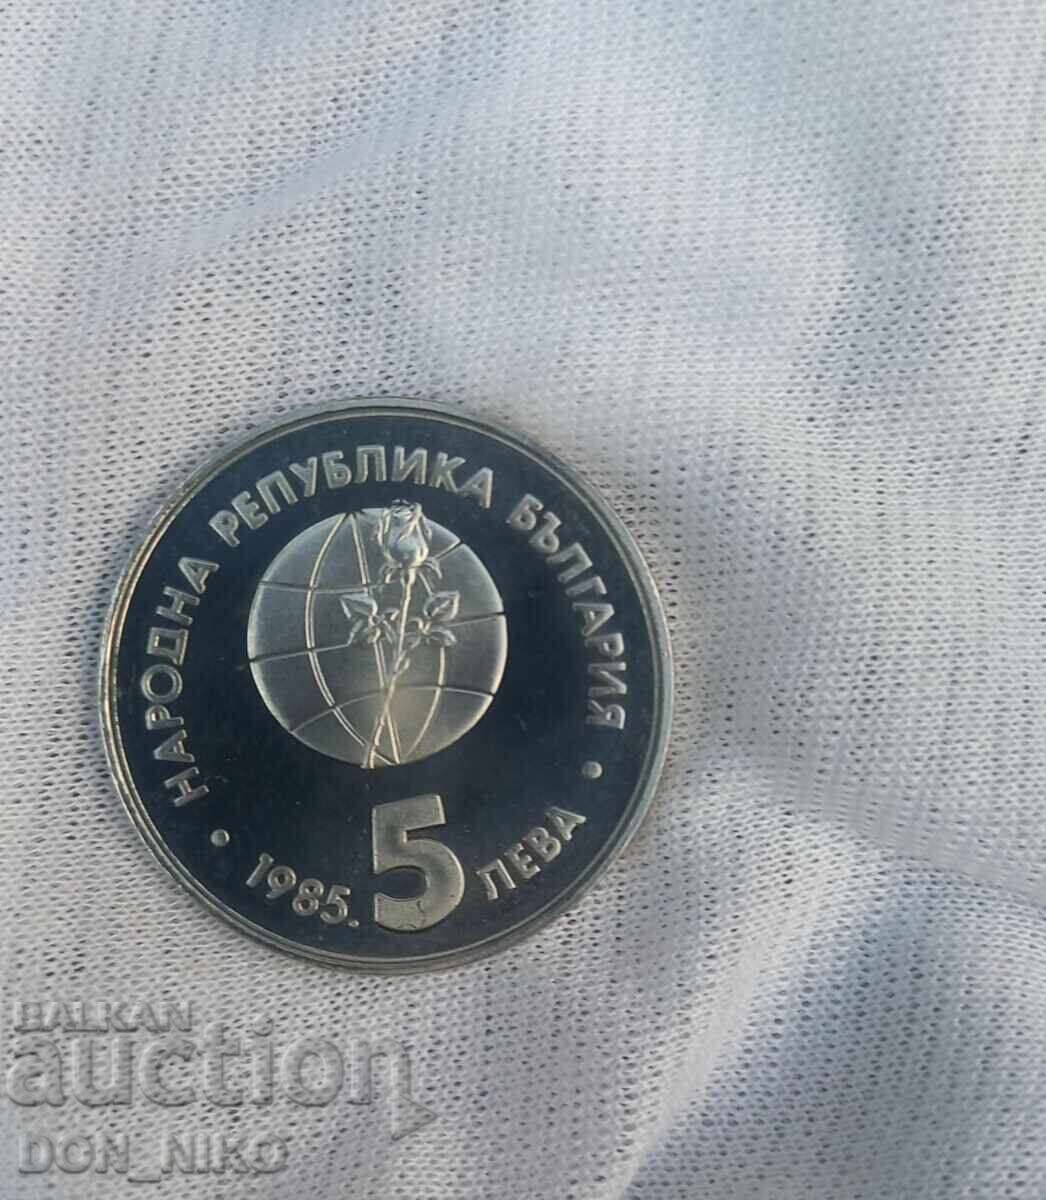 НАРОДНА РЕПУБЛИКА БЪЛГАРИЯ
• 1985. 5 ЛЕВА •
BALKAN
auction
DON_NIKO